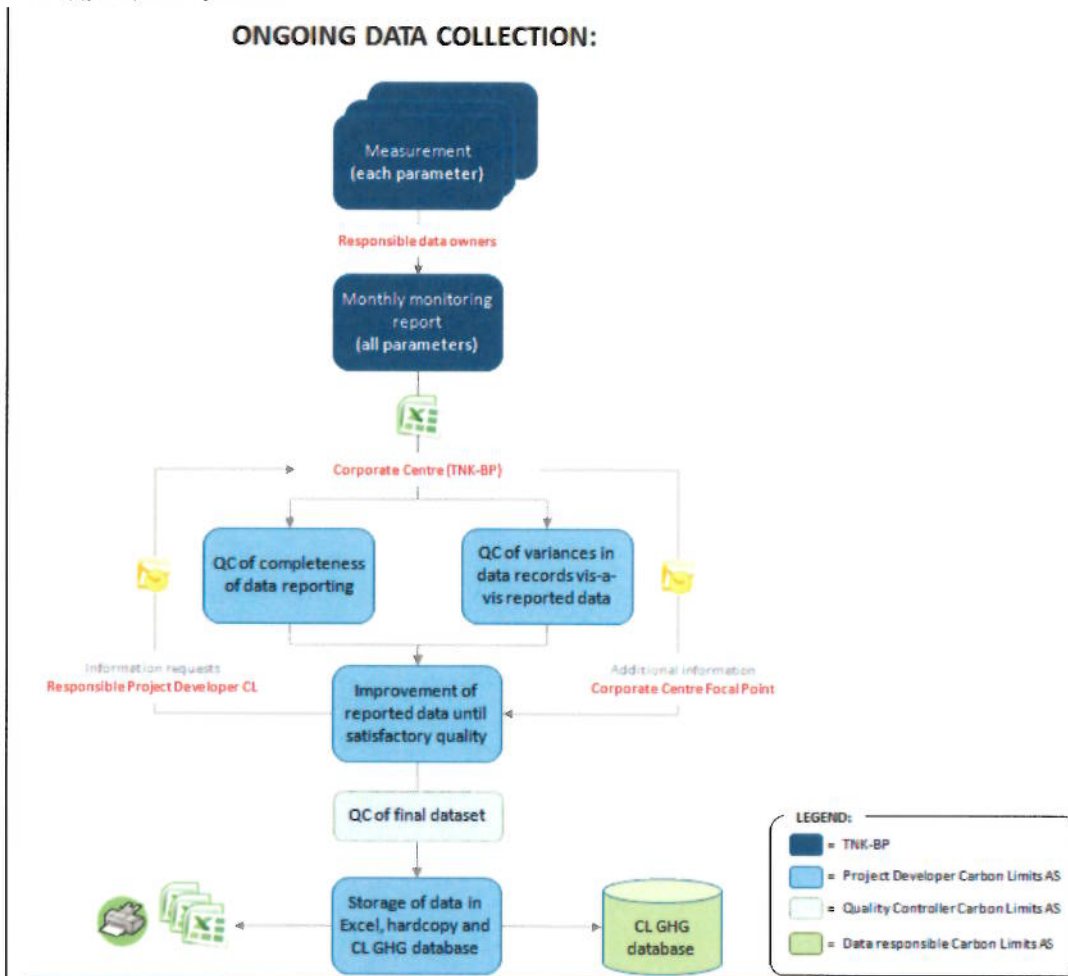 ONGOING DATA COLLECTION:
Measurement
(each parameter)
Responsible data owners
Monthly monitoring
report
(all parameters)
Corporate Centre (TNK-BP)
QC of completeness
of data reporting
QC of variances in
data records vis-a-
vis reported data
Information requests
Responsible Project Developer CL
Additional information
Corporate Centre Focal Point
Improvement of
reported data until
satisfactory quality
QC of final dataset
Storage of data in
Excel, hardcopy and
CL GHG database
CL GHG
database
LEGEND:
= TNK-BP
= Project Developer Carbon Limits AS
= Quality Controller Carbon Limits AS
= Data responsible Carbon Limits AS